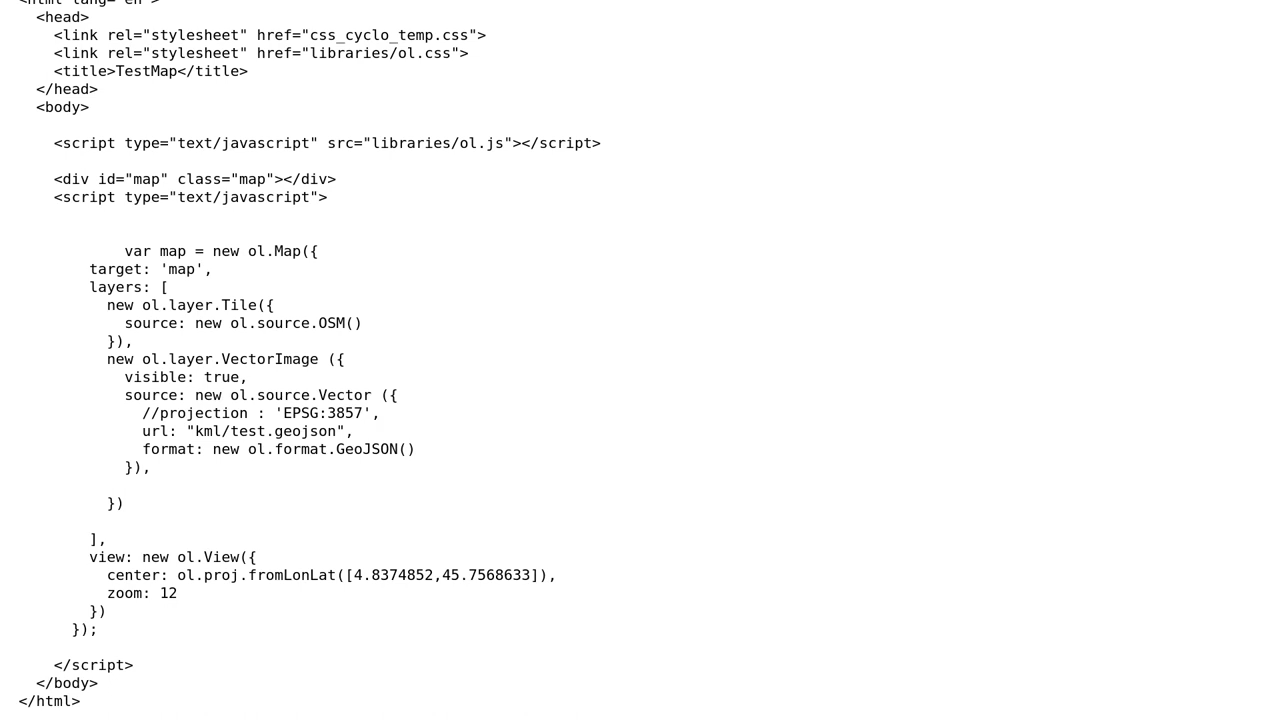 <html lang="en">
<head>
<link rel="stylesheet" href="css_cyclo_temp.css">
<link rel="stylesheet" href="libraries/ol.css">
<title>TestMap</title>
</head>
<body>
<script type="text/javascript" src="libraries/ol.js"></script>
<div id="map" class="map"></div>
<script type="text/javascript">
var map = new ol.Map({
target: 'map',
layers: [
new ol.layer.Tile({
source: new ol.source.OSM()
}),
new ol.layer.VectorImage ({
visible: true,
source: new ol.source.Vector ({
//projection : 'EPSG:3857',
url: "kml/test.geojson",
format: new ol.format.GeoJSON()
}),
})
],
view: new ol.View({
center: ol.proj.fromLonLat([4.8374852,45.7568633]),
zoom: 12
})
});
</script>
</body>
</html>